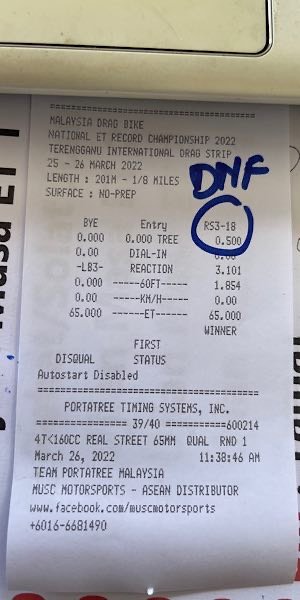 MALAYSIA DRAG BIKE
NATIONAL ET RECORD CHAMPIONSHIP 2022
TERENGGANU INTERNATIONAL DRAG STRIP
25 - 26 MARCH 2022
LENGTH : 201M - 1/8 MILES
SURFACE : NO-PREP
DNF
BYE Entry RS3-18
0.000 0.000 TREE 0.500
0.00 DIAL-IN 0.00
-LB3- REACTION 3.101
0.000 -----60FT----- 1.854
0.00 -----KM/H----- 0.00
65.000 ------ET------ 65.000
WINNER
FIRST
DISQUAL STATUS
Autostart Disabled
PORTATREE TIMING SYSTEMS, INC.
39/40 600214
4T<160CC REAL STREET 65MM QUAL RND 1
March 26, 2022 11:38:46 AM
TEAM PORTATREE MALAYSIA
MUSC MOTORSPORTS - ASEAN DISTRIBUTOR
www.facebook.com/muscmotorsports
+6016-6681490